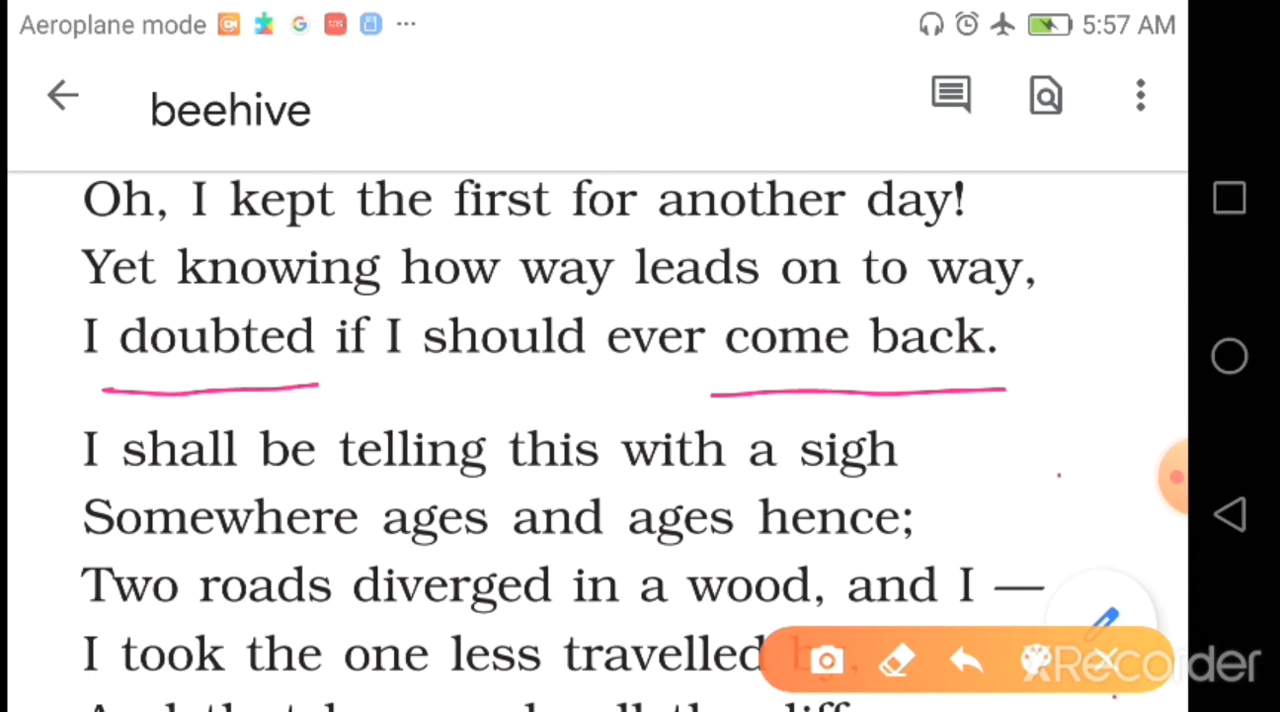 Aeroplane mode 5:57 AM
beehive
Oh, I kept the first for another day!
Yet knowing how way leads on to way,
I doubted if I should ever come back.
I shall be telling this with a sigh
Somewhere ages and ages hence;
Two roads diverged in a wood, and I —
I took the one less travelled
XRecorder